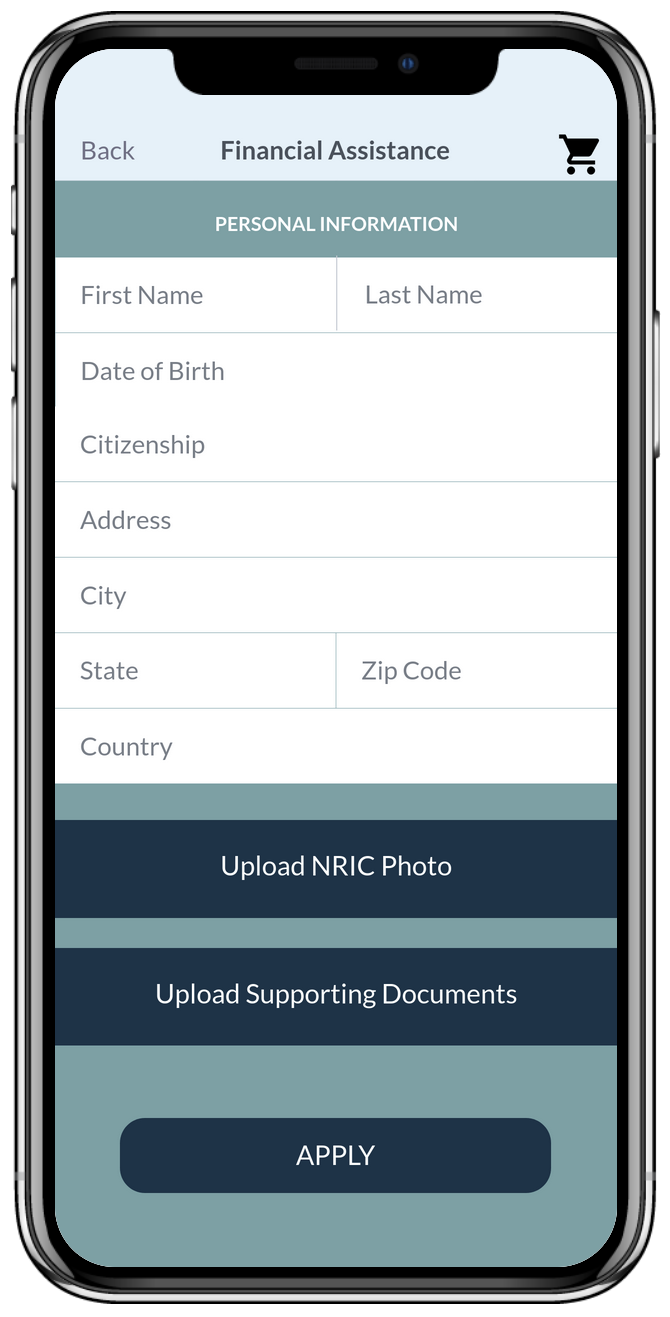 Back Financial Assistance
PERSONAL INFORMATION
First Name Last Name
Date of Birth
Citizenship
Address
City
State Zip Code
Country
Upload NRIC Photo
Upload Supporting Documents
APPLY